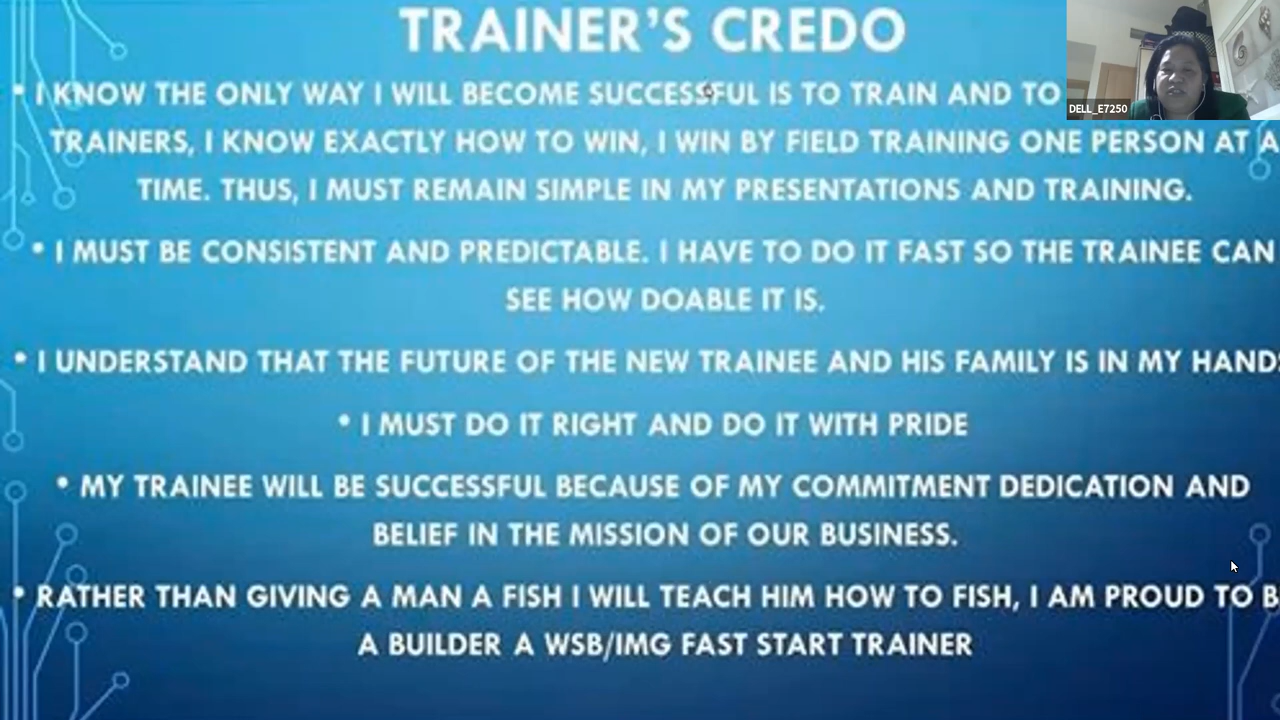 TRAINER'S CREDO
• I KNOW THE ONLY WAY I WILL BECOME SUCCESSFUL IS TO TRAIN AND TO
TRAINERS, I KNOW EXACTLY HOW TO WIN, I WIN BY FIELD TRAINING ONE PERSON AT A
TIME. THUS, I MUST REMAIN SIMPLE IN MY PRESENTATIONS AND TRAINING.
• I MUST BE CONSISTENT AND PREDICTABLE. I HAVE TO DO IT FAST SO THE TRAINEE CAN
SEE HOW DOABLE IT IS.
• I UNDERSTAND THAT THE FUTURE OF THE NEW TRAINEE AND HIS FAMILY IS IN MY HANDS
• I MUST DO IT RIGHT AND DO IT WITH PRIDE
• MY TRAINEE WILL BE SUCCESSFUL BECAUSE OF MY COMMITMENT DEDICATION AND
BELIEF IN THE MISSION OF OUR BUSINESS.
• RATHER THAN GIVING A MAN A FISH I WILL TEACH HIM HOW TO FISH, I AM PROUD TO B
A BUILDER A WSB/IMG FAST START TRAINER
DELL_E7250